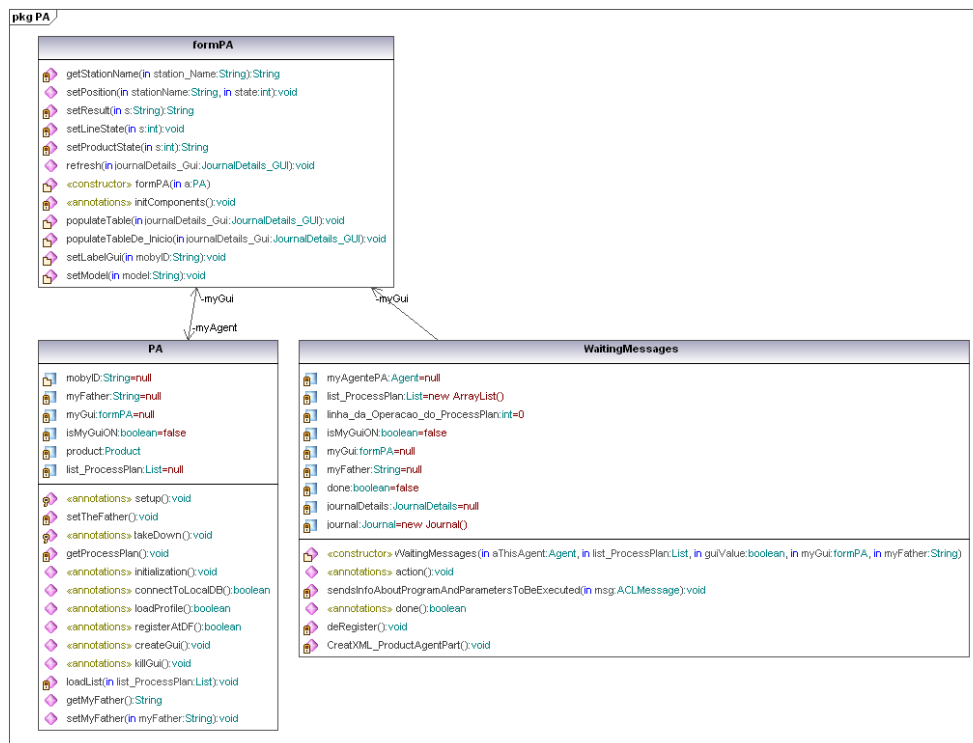 pkg PA
formPA
getStationName(in station_Name:String):String
setPosition(in stationName:String, in state:int):void
setResult(in s:String):String
setLineState(in s:int):void
setProductState(in s:int):String
refresh(in journalDetails_Gui:JournalDetails_GUI):void
«constructor» formPA(in a:PA)
«annotations» initComponents():void
populateTable(in journalDetails_Gui:JournalDetails_GUI):void
populateTableDe_Inicio(in journalDetails_Gui:JournalDetails_GUI):void
setLabelGui(in mobyID:String):void
setModel(in model:String):void
-myGui
-myGui
-myAgent
PA
mobyID:String=null
myFather:String=null
myGui:formPA=null
isMyGuiON:boolean=false
product:Product
list_ProcessPlan:List=null
«annotations» setup():void
setTheFather():void
«annotations» takeDown():void
getProcessPlan():void
«annotations» initialization():void
«annotations» connectToLocalDB():boolean
«annotations» loadProfile():boolean
«annotations» registerAtDF():boolean
«annotations» createGui():void
«annotations» killGui():void
loadList(in list_ProcessPlan:List):void
getMyFather():String
setMyFather(in myFather:String):void
WaitingMessages
myAgentePA:Agent=null
list_ProcessPlan:List=new ArrayList()
linha_da_Operacao_do_ProcessPlan:int=0
isMyGuiON:boolean=false
myGui:formPA=null
myFather:String=null
done:boolean=false
journalDetails:JournalDetails=null
journal:Journal=new Journal()
«constructor» WaitingMessages(in aThisAgent:Agent, in list_ProcessPlan:List, in guiValue:boolean, in myGui:formPA, in myFather:String)
«annotations» action():void
sendsInfoAboutProgramAndParametersToBeExecuted(in msg:ACLMessage):void
«annotations» done():boolean
deRegister():void
CreatXML_ProductAgentPart():void